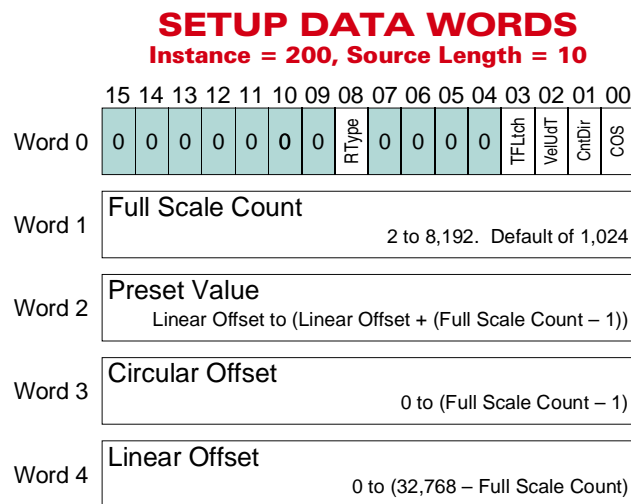 SETUP DATA WORDS
Instance = 200, Source Length = 10
15 14 13 12 11 10 09 08 07 06 05 04 03 02 01 00
Word 0 0 0 0 0 0 0 0 RType 0 0 0 0 TFLtch VelUdT CntDir COS
Word 1 Full Scale Count
2 to 8,192. Default of 1,024
Word 2 Preset Value
Linear Offset to (Linear Offset + (Full Scale Count – 1))
Word 3 Circular Offset
0 to (Full Scale Count – 1)
Word 4 Linear Offset
0 to (32,768 – Full Scale Count)